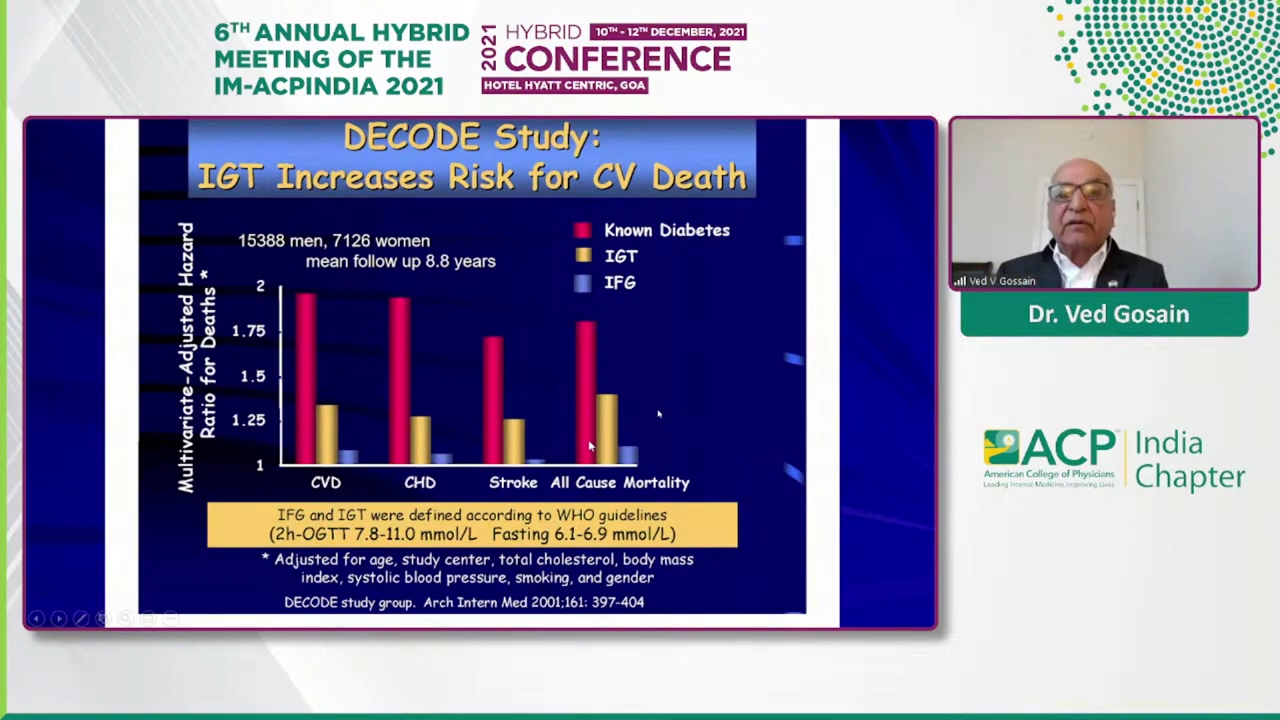 6TH ANNUAL HYBRID
MEETING OF THE
IM-ACPINDIA 2021
2021
HYBRID
10TH - 12TH DECEMBER, 2021
CONFERENCE
HOTEL HYATT CENTRIC, GOA
DECODE Study:
IGT Increases Risk for CV Death
Multivariate-Adjusted Hazard
Ratio for Deaths *
15388 men, 7126 women
mean follow up 8.8 years
Known Diabetes
IGT
IFG
2
1.75
1.5
1.25
1
CVD
CHD
Stroke
All Cause Mortality
IFG and IGT were defined according to WHO guidelines
(2h-OGTT 7.8-11.0 mmol/L Fasting 6.1-6.9 mmol/L)
* Adjusted for age, study center, total cholesterol, body mass
index, systolic blood pressure, smoking, and gender
DECODE study group. Arch Intern Med 2001;161: 397-404
Ved V Gossain
Dr. Ved Gosain
ACP
American College of Physicians
Leading Internal Medicine, Improving Lives
India
Chapter